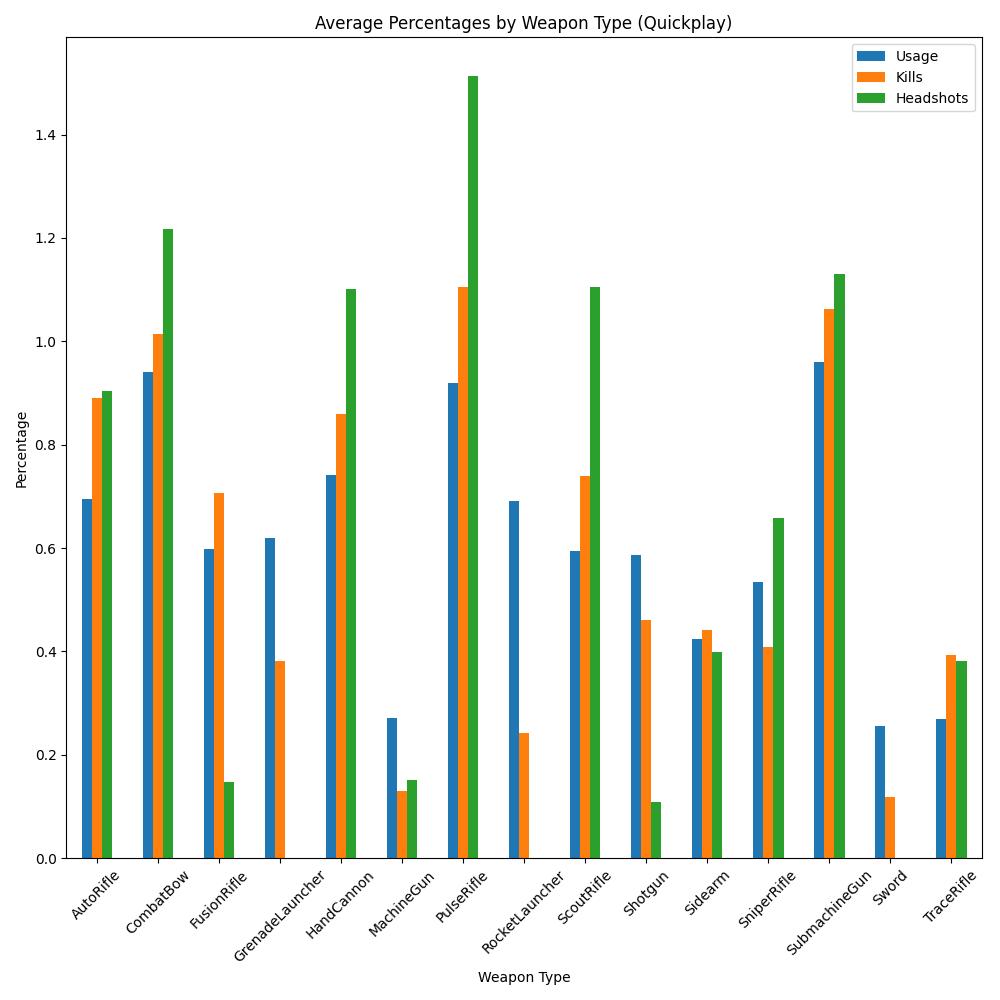 Average Percentages by Weapon Type (Quickplay)
Usage
Kills
Headshots
Percentage
1.4
1.2
1.0
0.8
0.6
0.4
0.2
0.0
AutoRifle
CombatBow
FusionRifle
GrenadeLauncher
HandCannon
MachineGun
PulseRifle
RocketLauncher
ScoutRifle
Shotgun
Sidearm
SniperRifle
SubmachineGun
Sword
TraceRifle
Weapon Type